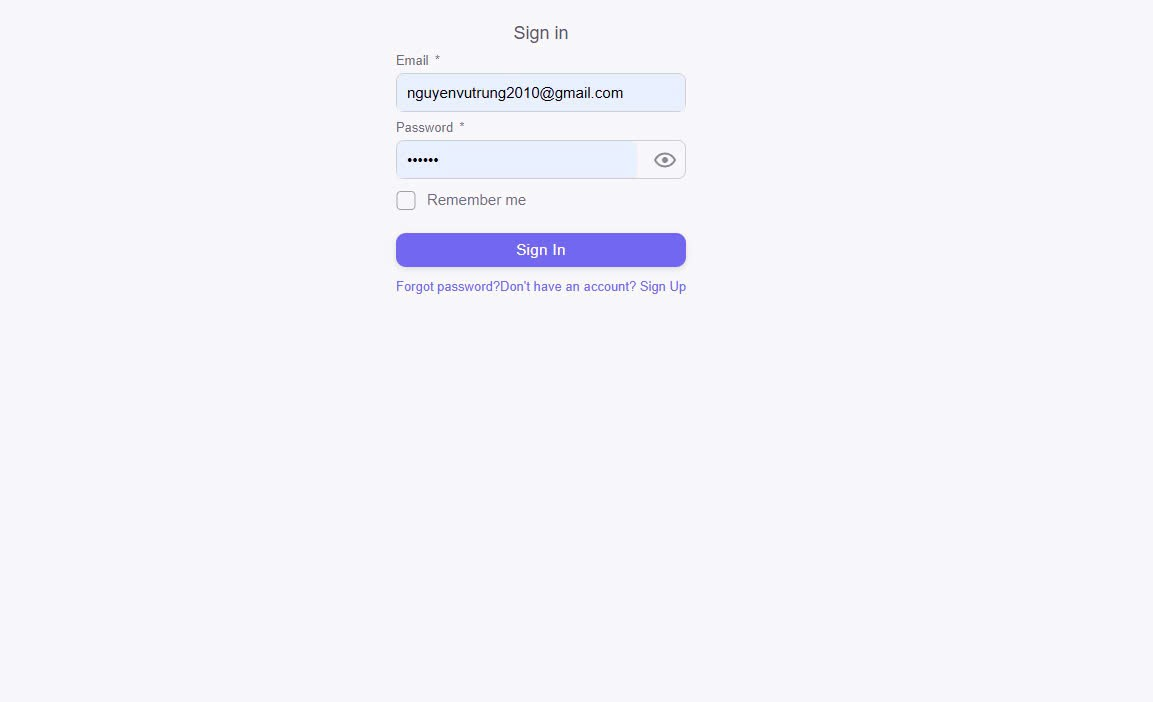 Sign in
Email *
nguyenvutrung2010@gmail.com
Password *
••••••
Remember me
Sign In
Forgot password?Don't have an account? Sign Up